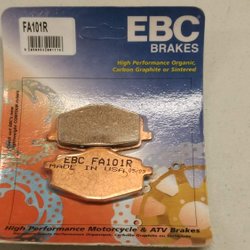 FA101R
EBC
BRAKES
High Performance Organic,
Carbon Graphite or Sintered
EBC FA101R
MADE IN USA
High Performance Motorcycle & ATV Brakes